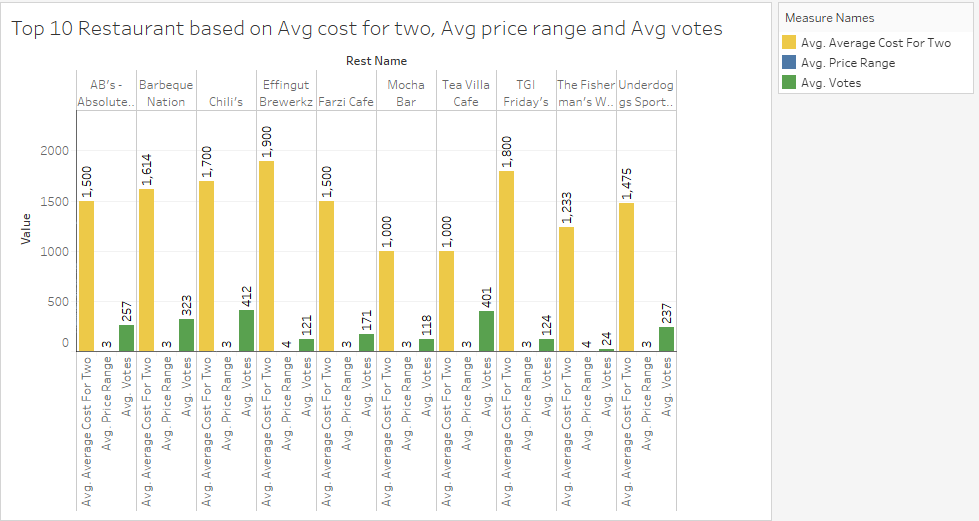 Top 10 Restaurant based on Avg cost for two, Avg price range and Avg votes
Rest Name
AB's - Absolute..
Barbeque Nation
Chili's
Effingut Brewerkz
Farzi Cafe
Mocha Bar
Tea Villa Cafe
TGI Friday's
The Fisherman's W..
Underdoggs Sport..
Value
2000
1500
1000
500
0
1,500
3
257
1,614
3
323
1,700
3
412
1,900
4
121
1,500
3
171
1,000
3
118
1,000
3
401
1,800
3
124
1,233
4
24
1,475
3
237
Avg. Average Cost For Two
Avg. Price Range
Avg. Votes
Avg. Average Cost For Two
Avg. Price Range
Avg. Votes
Avg. Average Cost For Two
Avg. Price Range
Avg. Votes
Avg. Average Cost For Two
Avg. Price Range
Avg. Votes
Avg. Average Cost For Two
Avg. Price Range
Avg. Votes
Avg. Average Cost For Two
Avg. Price Range
Avg. Votes
Avg. Average Cost For Two
Avg. Price Range
Avg. Votes
Avg. Average Cost For Two
Avg. Price Range
Avg. Votes
Avg. Average Cost For Two
Avg. Price Range
Avg. Votes
Avg. Average Cost For Two
Avg. Price Range
Avg. Votes
Measure Names
Avg. Average Cost For Two
Avg. Price Range
Avg. Votes